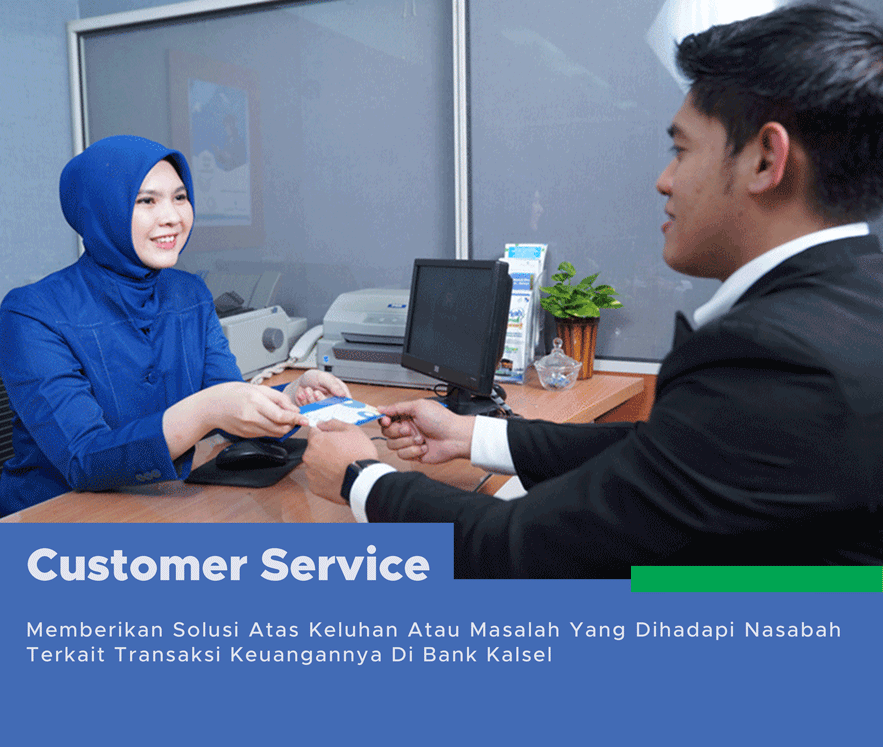 Customer Service
Memberikan Solusi Atas Keluhan Atau Masalah Yang Dihadapi Nasabah
Terkait Transaksi Keuangannya Di Bank Kalsel